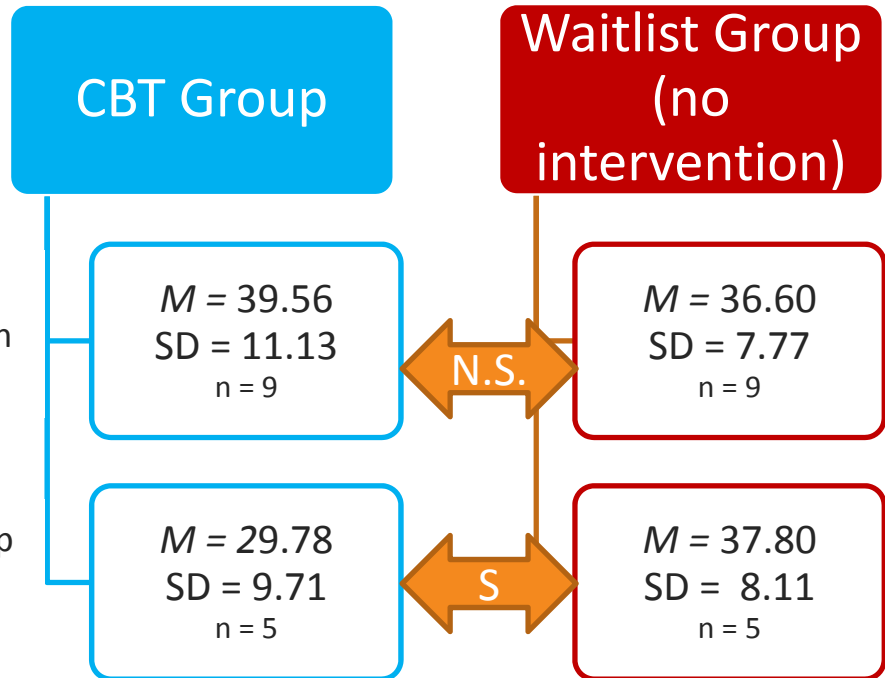 CBT Group
Waitlist Group
(no
intervention)
M = 39.56
SD = 11.13
n = 9
N.S.
M = 36.60
SD = 7.77
n = 9
M = 29.78
SD = 9.71
n = 5
S
M = 37.80
SD =  8.11
n = 5